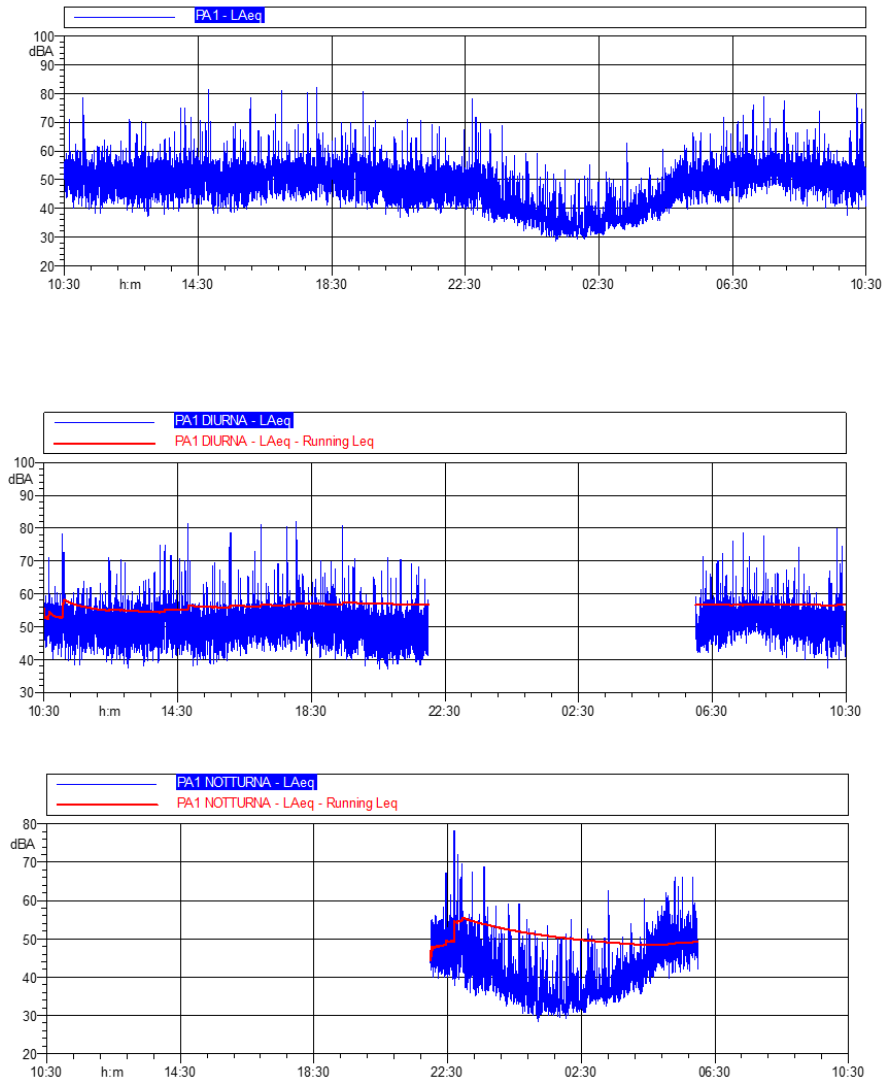 PA1 - LAeq
100
dBA
90
80
70
60
50
40
30
20
10:30 h:m 14:30 18:30 22:30 02:30 06:30 10:30
PA1 DIURNA - LAeq
PA1 DIURNA - LAeq - Running Leq
100
dBA
90
80
70
60
50
40
30
10:30 h:m 14:30 18:30 22:30 02:30 06:30 10:30
PA1 NOTTURNA - LAeq
PA1 NOTTURNA - LAeq - Running Leq
80
dBA
70
60
50
40
30
20
10:30 h:m 14:30 18:30 22:30 02:30 06:30 10:30